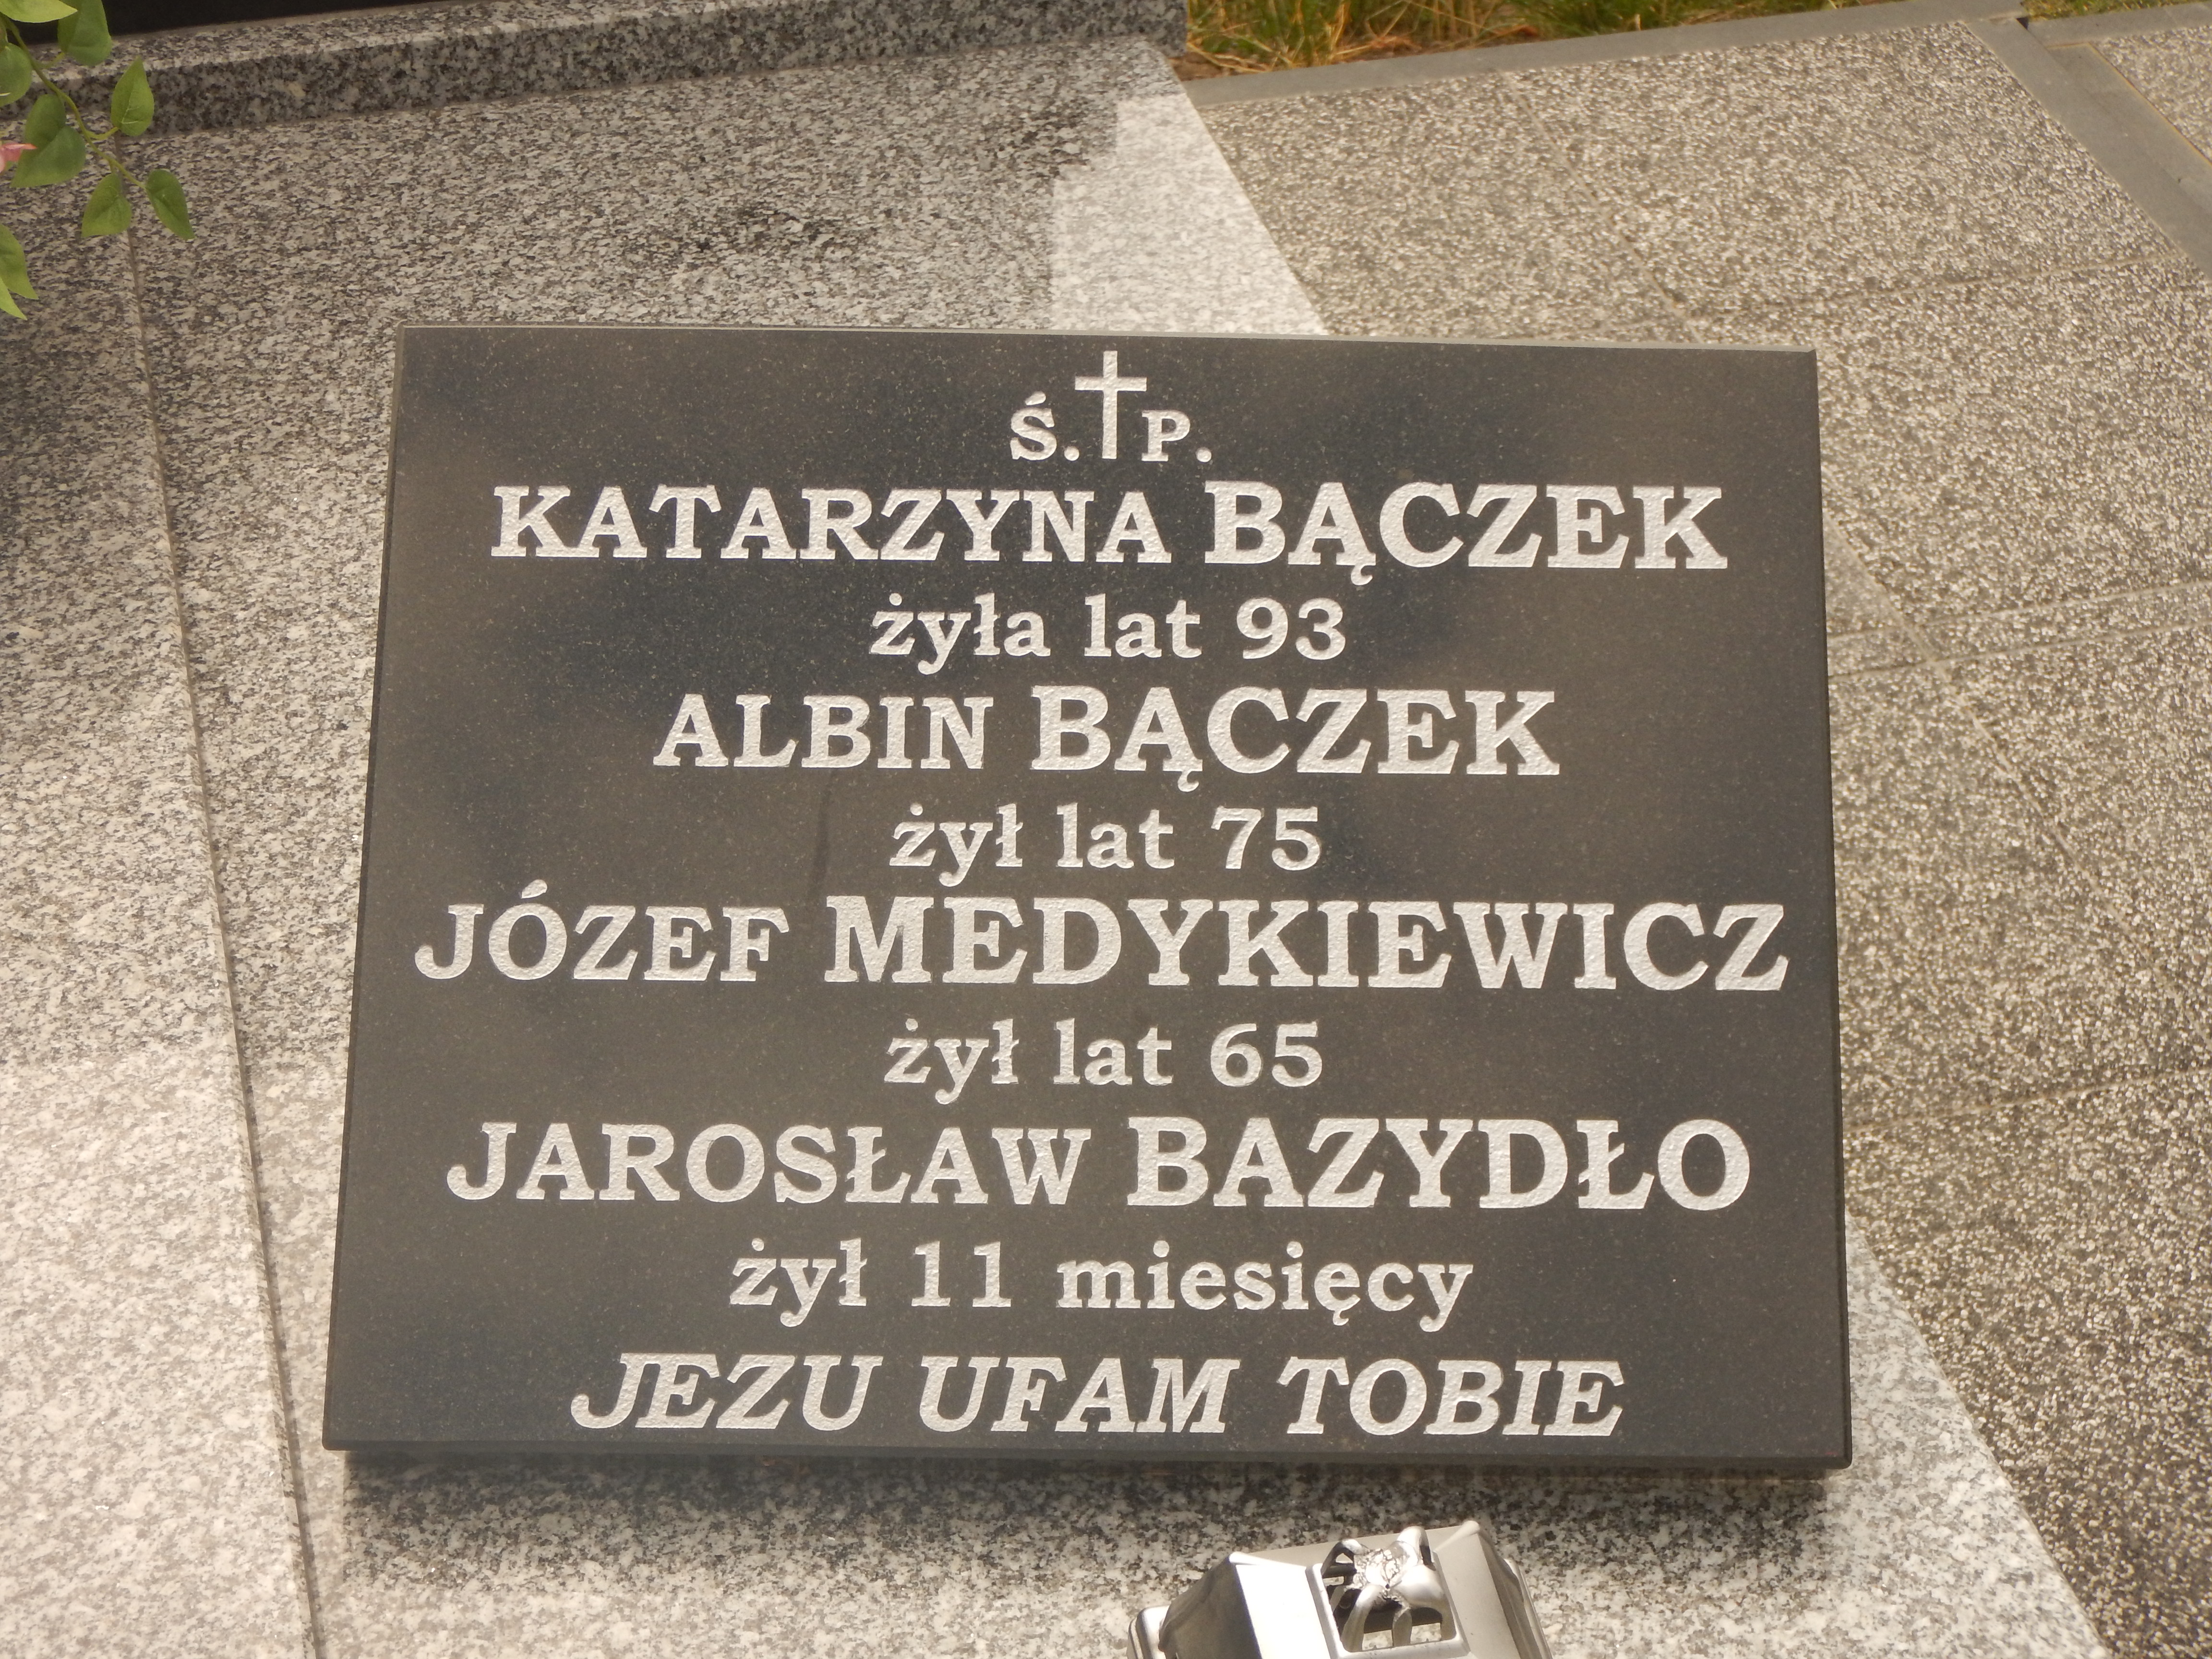 Ś.P.
KATARZYNA BĄCZEK
żyła lat 93
ALBIN BĄCZEK
żył lat 75
JÓZEF MEDYKIEWICZ
żył lat 65
JAROSŁAW BAZYDŁO
żył 11 miesięcy
JEZU UFAM TOBIE